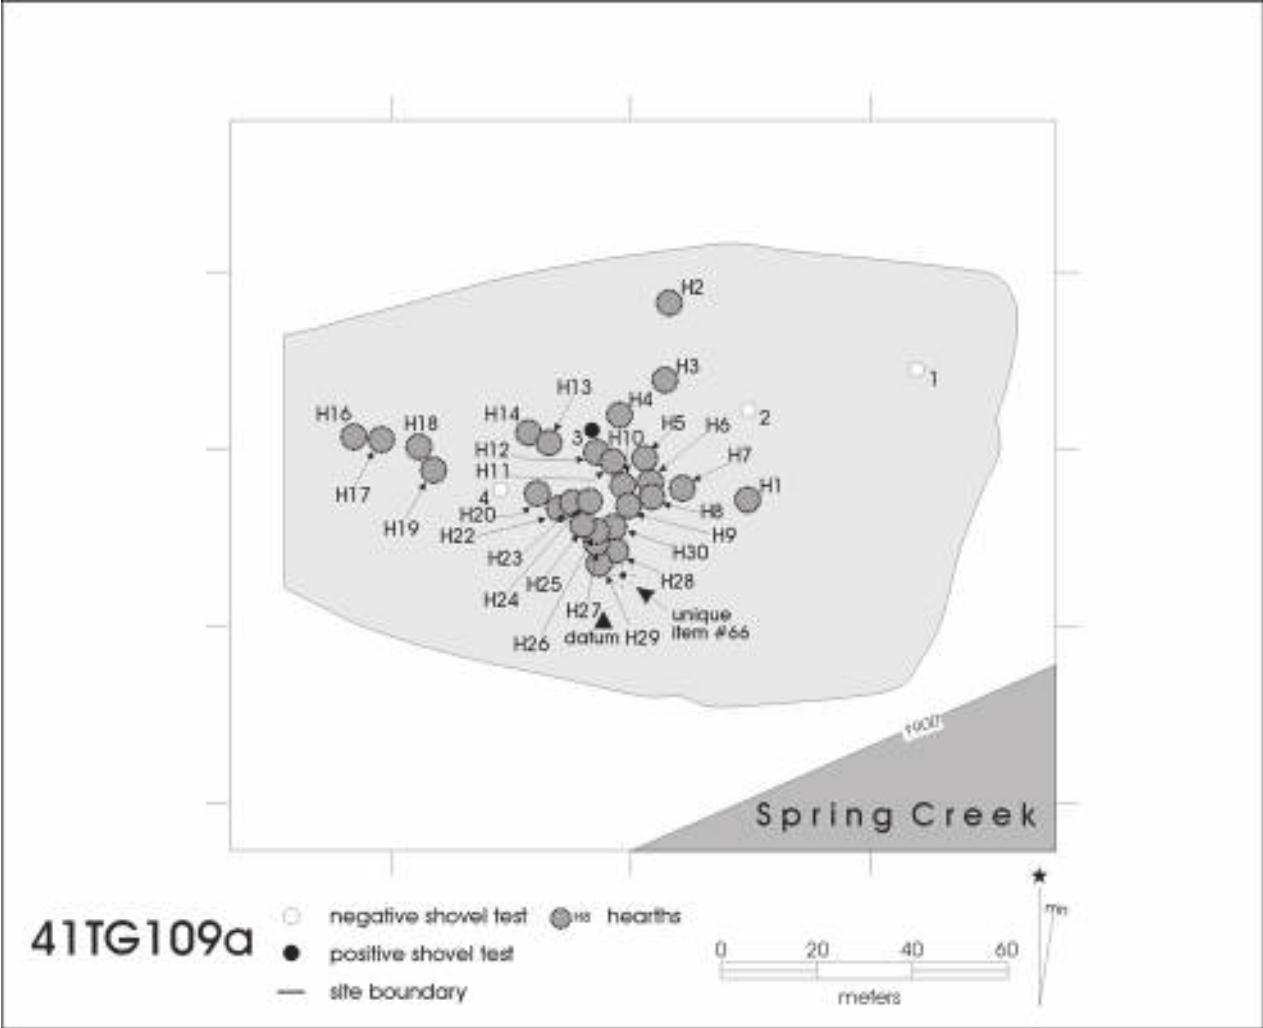 H2
H3
H13
H4
1
H16
H14
2
H18
3
H10
H5
H6
H12
H7
H11
H17
4
H1
H20
H8
H19
H22
H9
H23
H30
H25
H28
H24
H27
unique
item #66
H26
datum
H29
1900
Spring Creek
41TG109a
negative shovel test
H8
hearths
positive shovel test
site boundary
0 20 40 60
meters
mn